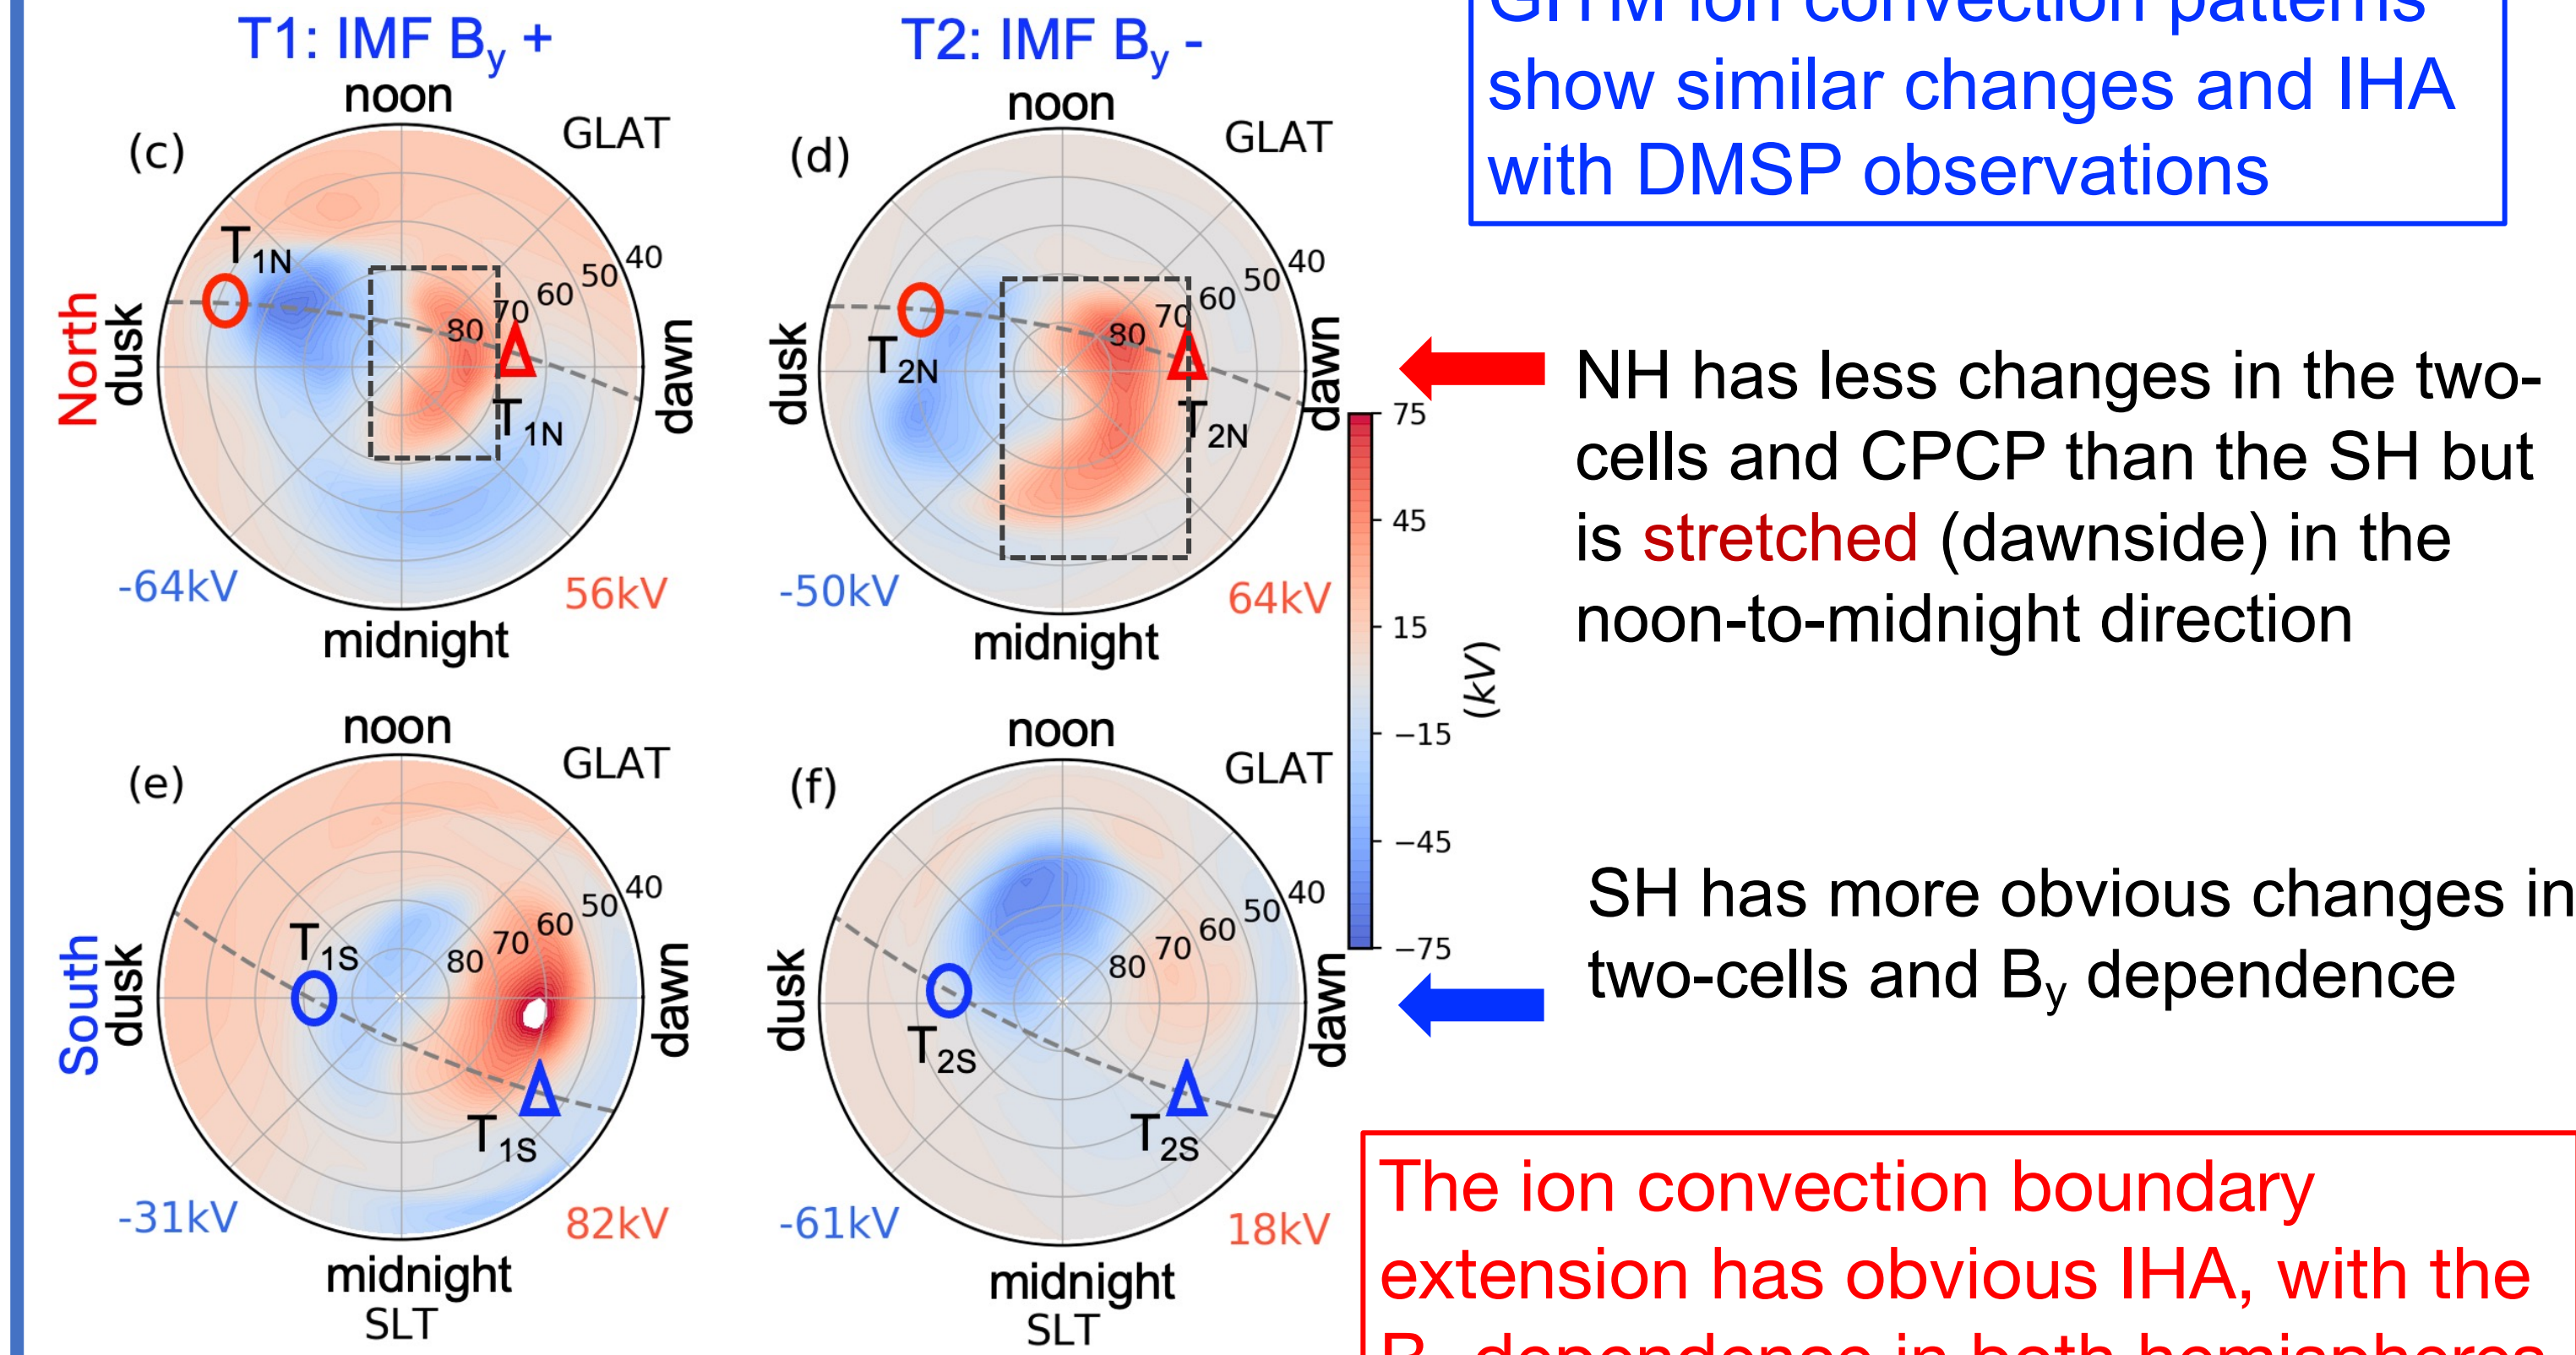 T1: IMF By +
T2: IMF By -
GITM ion convection patterns
show similar changes and IHA
with DMSP observations
noon
noon
(c)
GLAT
(d)
GLAT
T1N
40
50
60
70
80
T2N
40
50
60
70
80
North
dusk
dawn
dusk
dawn
T1N
T2N
-64kV
56kV
-50kV
64kV
midnight
midnight
75
45
15
−15
−45
−75
(kV)
NH has less changes in the two-
cells and CPCP than the SH but
is stretched (dawnside) in the
noon-to-midnight direction
noon
noon
(e)
GLAT
(f)
GLAT
40
50
60
70
80
40
50
60
70
80
South
dusk
T1S
dawn
dusk
T2S
dawn
T1S
T2S
-31kV
82kV
-61kV
18kV
midnight
midnight
SLT
SLT
SH has more obvious changes in
two-cells and By dependence
The ion convection boundary
extension has obvious IHA, with the
By dependence in both hemispheres